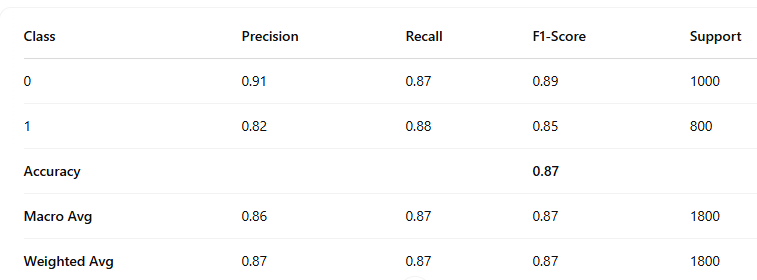 Class Precision Recall F1-Score Support
0 0.91 0.87 0.89 1000
1 0.82 0.88 0.85 800
Accuracy 0.87
Macro Avg 0.86 0.87 0.87 1800
Weighted Avg 0.87 0.87 0.87 1800